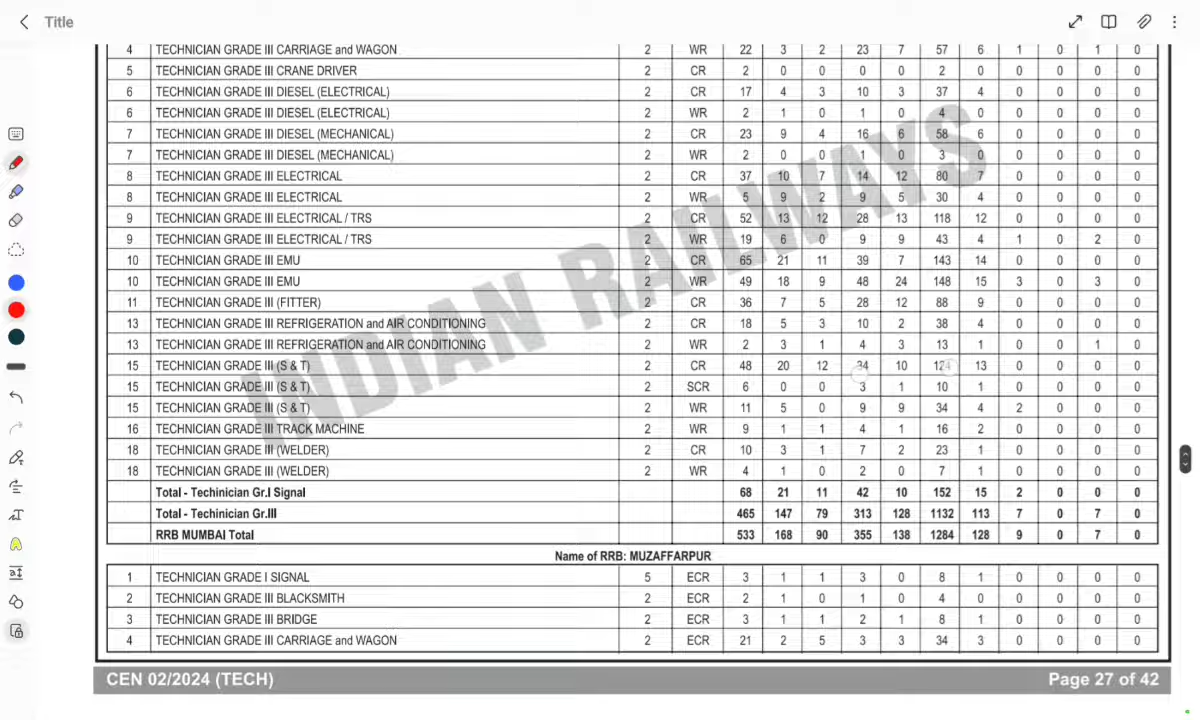 Title
4 TECHNICIAN GRADE III CARRIAGE and WAGON 2 WR 22 3 2 23 7 57 6 1 0 1 0
5 TECHNICIAN GRADE III CRANE DRIVER 2 CR 2 0 0 0 0 2 0 0 0 0 0
6 TECHNICIAN GRADE III DIESEL (ELECTRICAL) 2 CR 17 4 3 10 3 37 4 0 0 0 0
6 TECHNICIAN GRADE III DIESEL (ELECTRICAL) 2 WR 2 1 0 1 0 4 0 0 0 0 0
7 TECHNICIAN GRADE III DIESEL (MECHANICAL) 2 CR 23 9 4 16 6 58 6 0 0 0 0
7 TECHNICIAN GRADE III DIESEL (MECHANICAL) 2 WR 2 0 0 1 0 3 0 0 0 0 0
8 TECHNICIAN GRADE III ELECTRICAL 2 CR 37 10 7 14 12 80 7 0 0 0 0
8 TECHNICIAN GRADE III ELECTRICAL 2 WR 5 9 2 9 5 30 4 0 0 0 0
9 TECHNICIAN GRADE III ELECTRICAL / TRS 2 CR 52 13 12 28 13 118 12 0 0 0 0
9 TECHNICIAN GRADE III ELECTRICAL / TRS 2 WR 19 6 0 9 9 43 4 1 0 2 0
10 TECHNICIAN GRADE III EMU 2 CR 65 21 11 39 7 143 14 0 0 0 0
10 TECHNICIAN GRADE III EMU 2 WR 49 18 9 48 24 148 15 3 0 3 0
11 TECHNICIAN GRADE III (FITTER) 2 CR 36 7 5 28 12 88 9 0 0 0 0
13 TECHNICIAN GRADE III REFRIGERATION and AIR CONDITIONING 2 CR 18 5 3 10 2 38 4 0 0 0 0
13 TECHNICIAN GRADE III REFRIGERATION and AIR CONDITIONING 2 WR 2 3 1 4 3 13 1 0 0 1 0
15 TECHNICIAN GRADE III (S & T) 2 CR 48 20 12 34 10 124 13 0 0 0 0
15 TECHNICIAN GRADE III (S & T) 2 SCR 6 0 0 3 1 10 1 0 0 0 0
15 TECHNICIAN GRADE III (S & T) 2 WR 11 5 0 9 9 34 4 2 0 0 0
16 TECHNICIAN GRADE III TRACK MACHINE 2 WR 9 1 1 4 1 16 2 0 0 0 0
18 TECHNICIAN GRADE III (WELDER) 2 CR 10 3 1 7 2 23 1 0 0 0 0
18 TECHNICIAN GRADE III (WELDER) 2 WR 4 1 0 2 0 7 1 0 0 0 0
Total - Techinician Gr.I Signal 68 21 11 42 10 152 15 2 0 0 0
Total - Techinician Gr.III 465 147 79 313 128 1132 113 7 0 7 0
RRB MUMBAI Total 533 168 90 355 138 1284 128 9 0 7 0
Name of RRB: MUZAFFARPUR
1 TECHNICIAN GRADE I SIGNAL 5 ECR 3 1 1 3 0 8 1 0 0 0 0
2 TECHNICIAN GRADE III BLACKSMITH 2 ECR 2 1 0 1 0 4 0 0 0 0 0
3 TECHNICIAN GRADE III BRIDGE 2 ECR 3 1 1 2 1 8 1 0 0 0 0
4 TECHNICIAN GRADE III CARRIAGE and WAGON 2 ECR 21 2 5 3 3 34 3 0 0 0 0
INDIAN RAILWAYS
CEN 02/2024 (TECH) Page 27 of 42